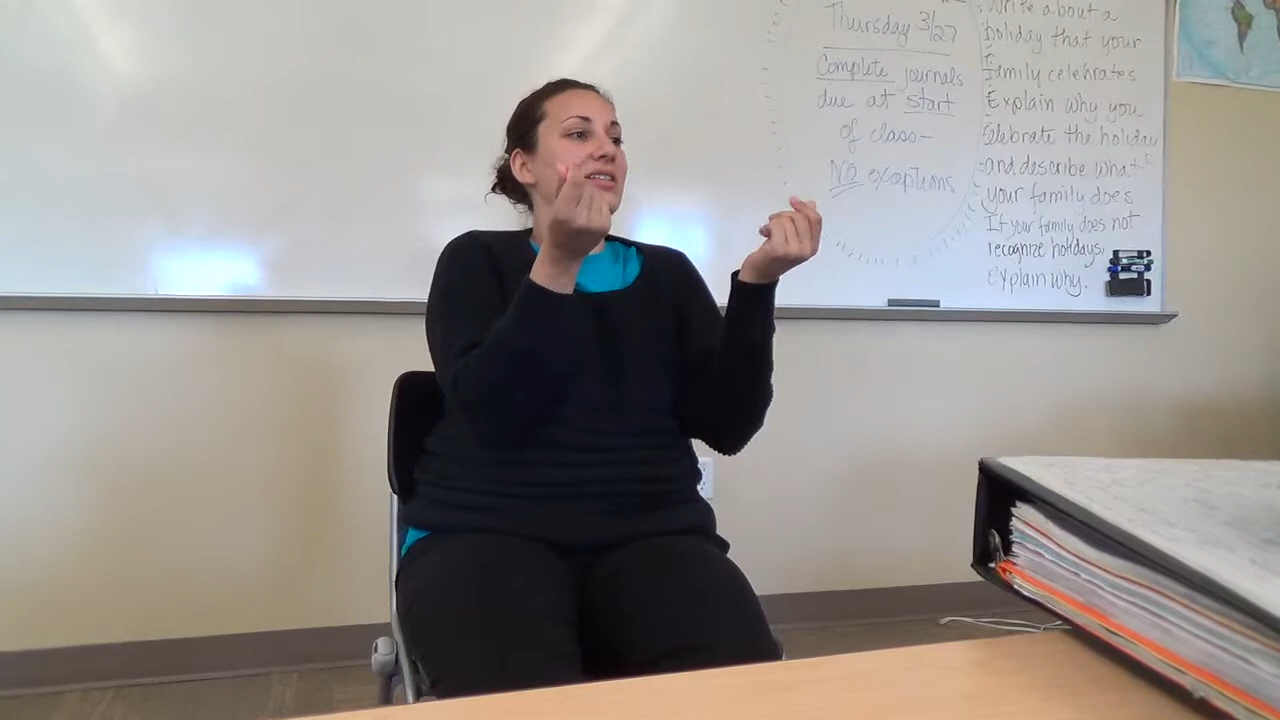 Thursday 3/27
Complete journals
due at start
of class-
No exceptions
Write about a
holiday that your
family celebrates
Explain why you
celebrate the holiday
and describe what
your family does
If your family does not
recognize holidays,
explain why.